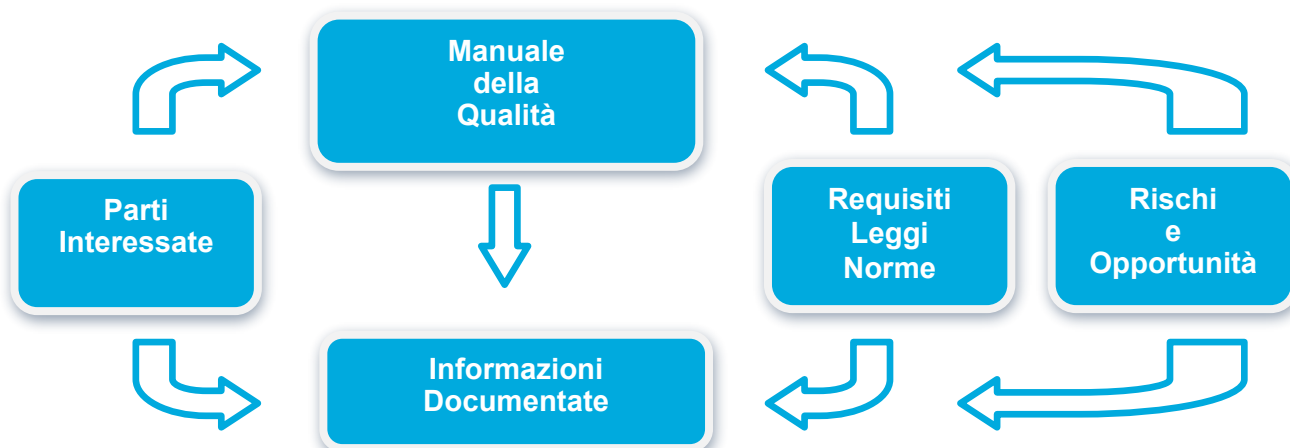 Manuale
della
Qualità
Parti
Interessate
Requisiti
Leggi
Norme
Rischi
e
Opportunità
Informazioni
Documentate